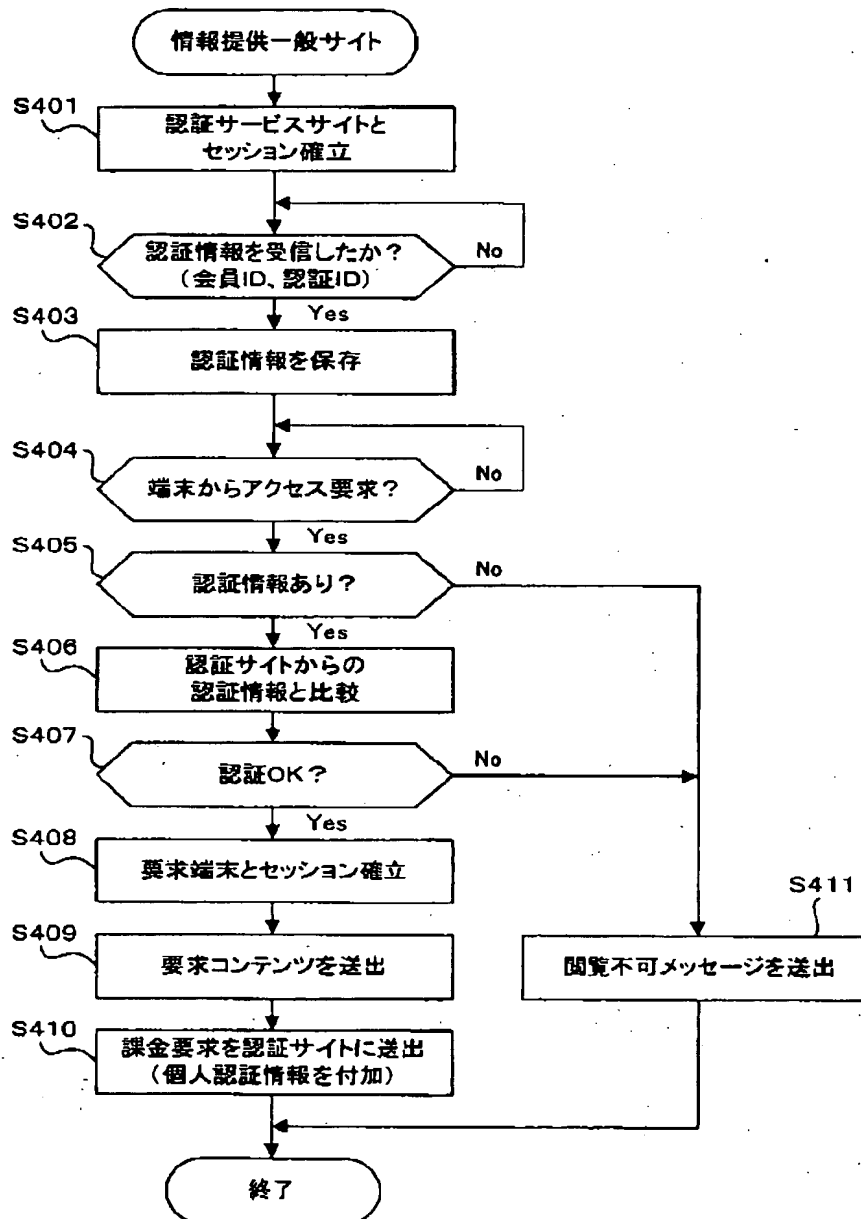 情報提供一般サイト
S401
認証サービスサイトと
セッション確立
S402
認証情報を受信したか？
（会員ID、認証ID）
No
Yes
S403
認証情報を保存
S404
端末からアクセス要求？
No
Yes
S405
認証情報あり？
No
Yes
S406
認証サイトからの
認証情報と比較
S407
認証OK？
No
Yes
S408
要求端末とセッション確立
S409
要求コンテンツを送出
S411
閲覧不可メッセージを送出
S410
課金要求を認証サイトに送出
（個人認証情報を付加）
終了